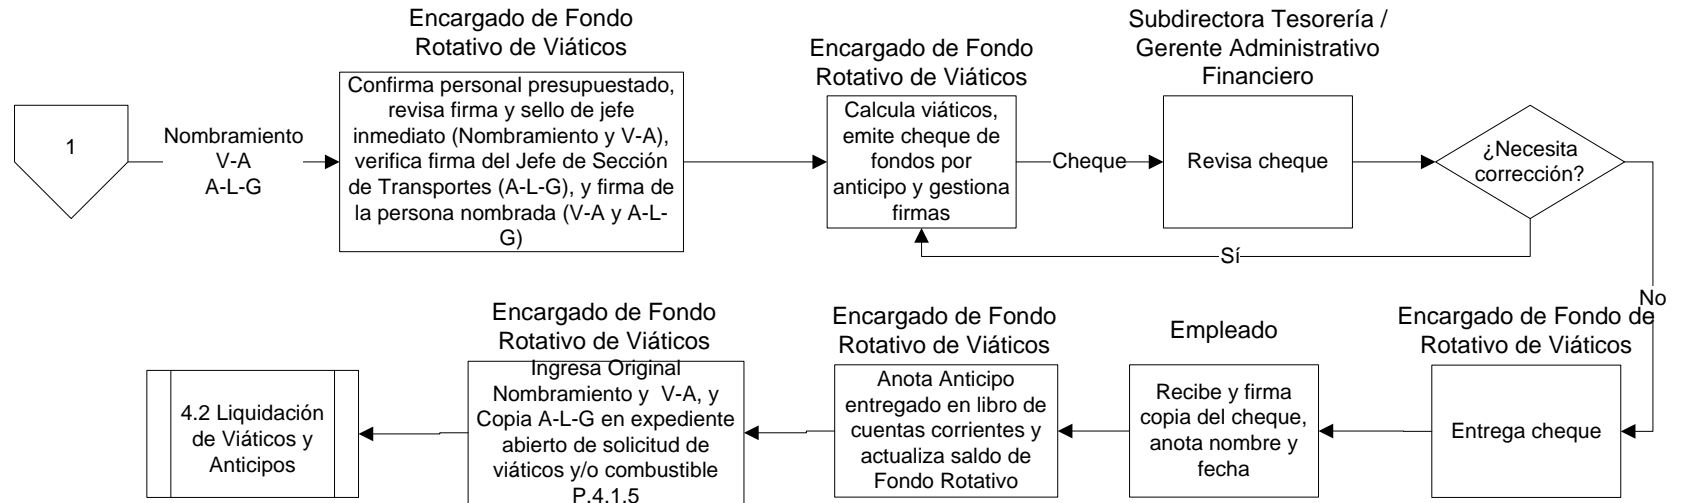 Encargado de Fondo
Rotativo de Viáticos
Encargado de Fondo
Rotativo de Viáticos
Subdirectora Tesorería /
Gerente Administrativo
Financiero
1
Nombramiento
V-A
A-L-G
Confirma personal presupuestado,
revisa firma y sello de jefe
inmediato (Nombramiento y V-A),
verifica firma del Jefe de Sección
de Transportes (A-L-G), y firma de
la persona nombrada (V-A y A-L-
G)
Calcula viáticos,
emite cheque de
fondos por
anticipo y gestiona
firmas
Cheque
Revisa cheque
¿Necesita
corrección?
Sí
No
Encargado de Fondo de
Rotativo de Viáticos
Entrega cheque
Empleado
Recibe y firma
copia del cheque,
anota nombre y
fecha
Encargado de Fondo
Rotativo de Viáticos
Anota Anticipo
entregado en libro de
cuentas corrientes y
actualiza saldo de
Fondo Rotativo
Encargado de Fondo
Rotativo de Viáticos
Ingresa Original
Nombramiento y V-A, y
Copia A-L-G en expediente
abierto de solicitud de
viáticos y/o combustible
P.4.1.5
4.2 Liquidación
de Viáticos y
Anticipos